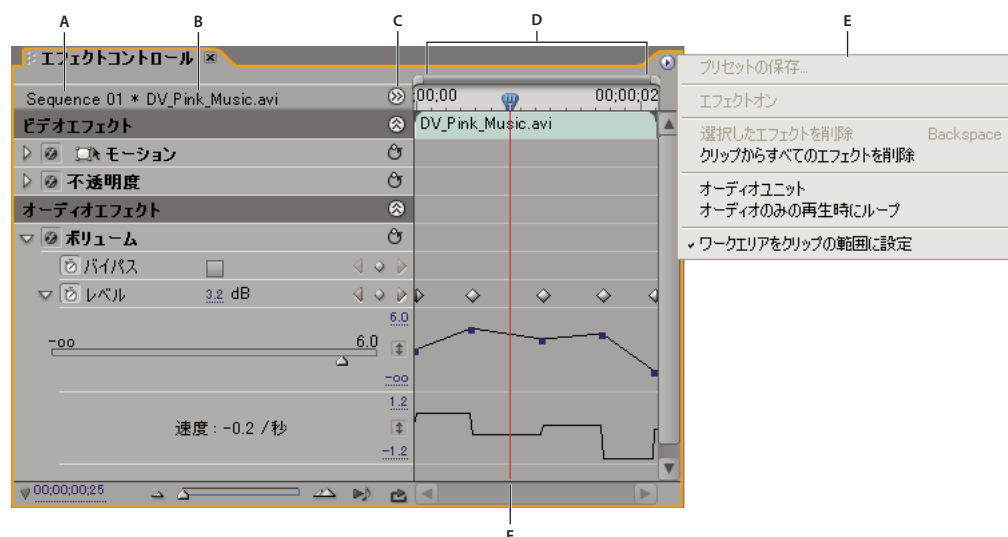 A B C D E
エフェクトコントロール
プリセットの保存...
Sequence 01 * DV_Pink_Music.avi
00;00 00;00;02
エフェクトオン
ビデオエフェクト
DV_Pink_Music.avi
選択したエフェクトを削除 Backspace
クリップからすべてのエフェクトを削除
モーション
不透明度
オーディオユニット
オーディオのみの再生時にループ
オーディオエフェクト
ボリューム
ワークエリアをクリップの範囲に設定
バイパス
レベル 3.2 dB
6.0
-oo 6.0
-oo
1.2
速度 : -0.2 /秒
-1.2
00;00;00;25
F